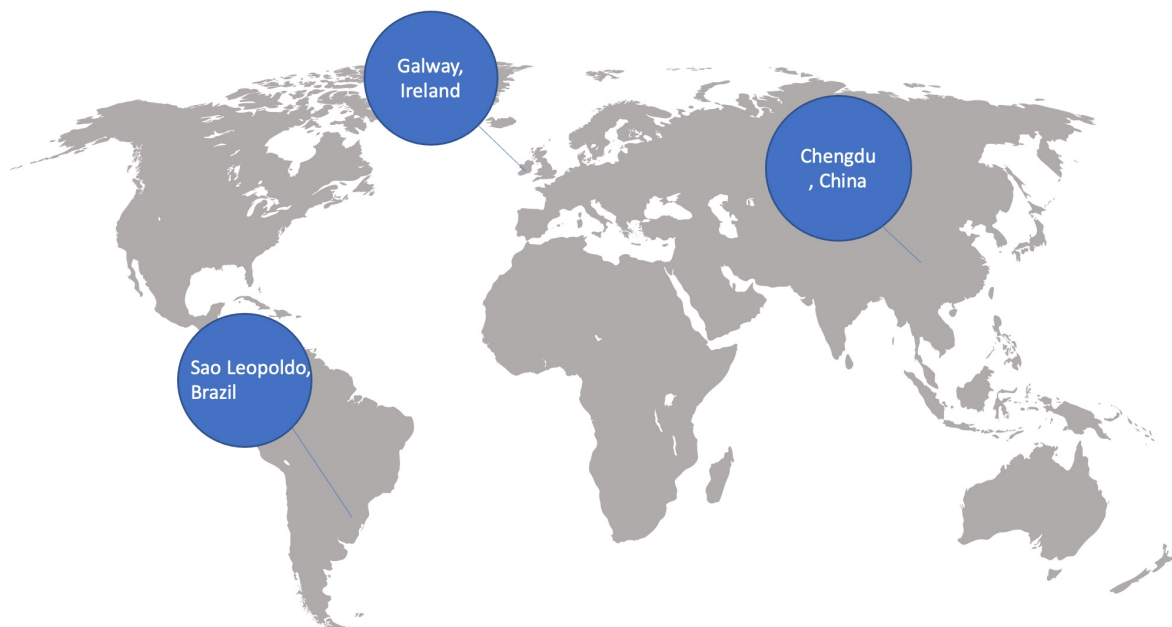 Galway,
Ireland
Chengdu
, China
Sao Leopoldo,
Brazil